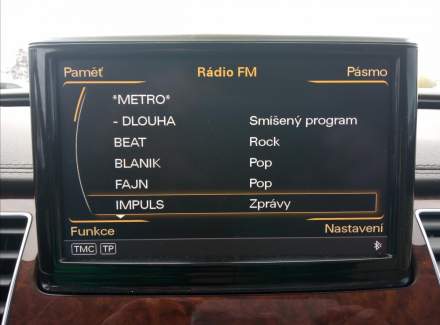 Paměť Rádio FM Pásmo
*METRO*
- DLOUHA Smíšený program
BEAT Rock
BLANIK Pop
FAJN Pop
IMPULS Zprávy
Funkce Nastavení
TMC TP